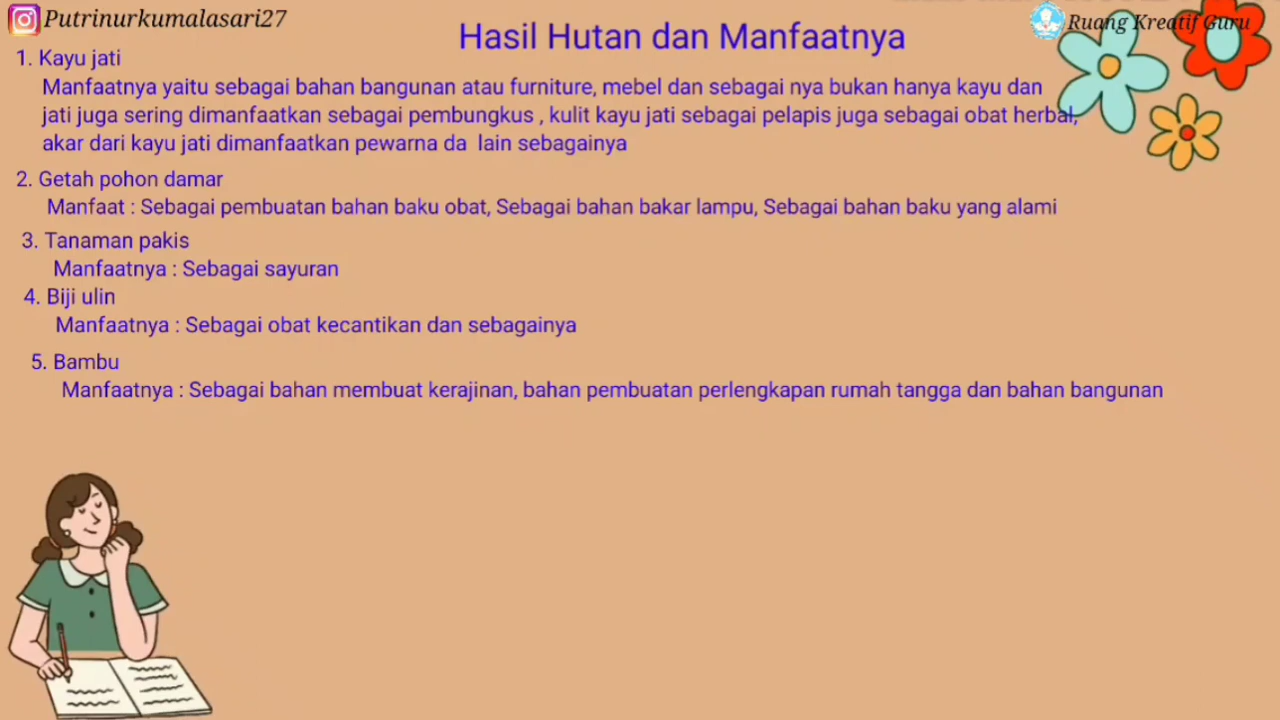 Putrinurkumalasari27
Ruang Kreatif Guru
Hasil Hutan dan Manfaatnya
1. Kayu jati
Manfaatnya yaitu sebagai bahan bangunan atau furniture, mebel dan sebagai nya bukan hanya kayu dan
jati juga sering dimanfaatkan sebagai pembungkus , kulit kayu jati sebagai pelapis juga sebagai obat herbal,
akar dari kayu jati dimanfaatkan pewarna da lain sebagainya
2. Getah pohon damar
Manfaat : Sebagai pembuatan bahan baku obat, Sebagai bahan bakar lampu, Sebagai bahan baku yang alami
3. Tanaman pakis
Manfaatnya : Sebagai sayuran
4. Biji ulin
Manfaatnya : Sebagai obat kecantikan dan sebagainya
5. Bambu
Manfaatnya : Sebagai bahan membuat kerajinan, bahan pembuatan perlengkapan rumah tangga dan bahan bangunan